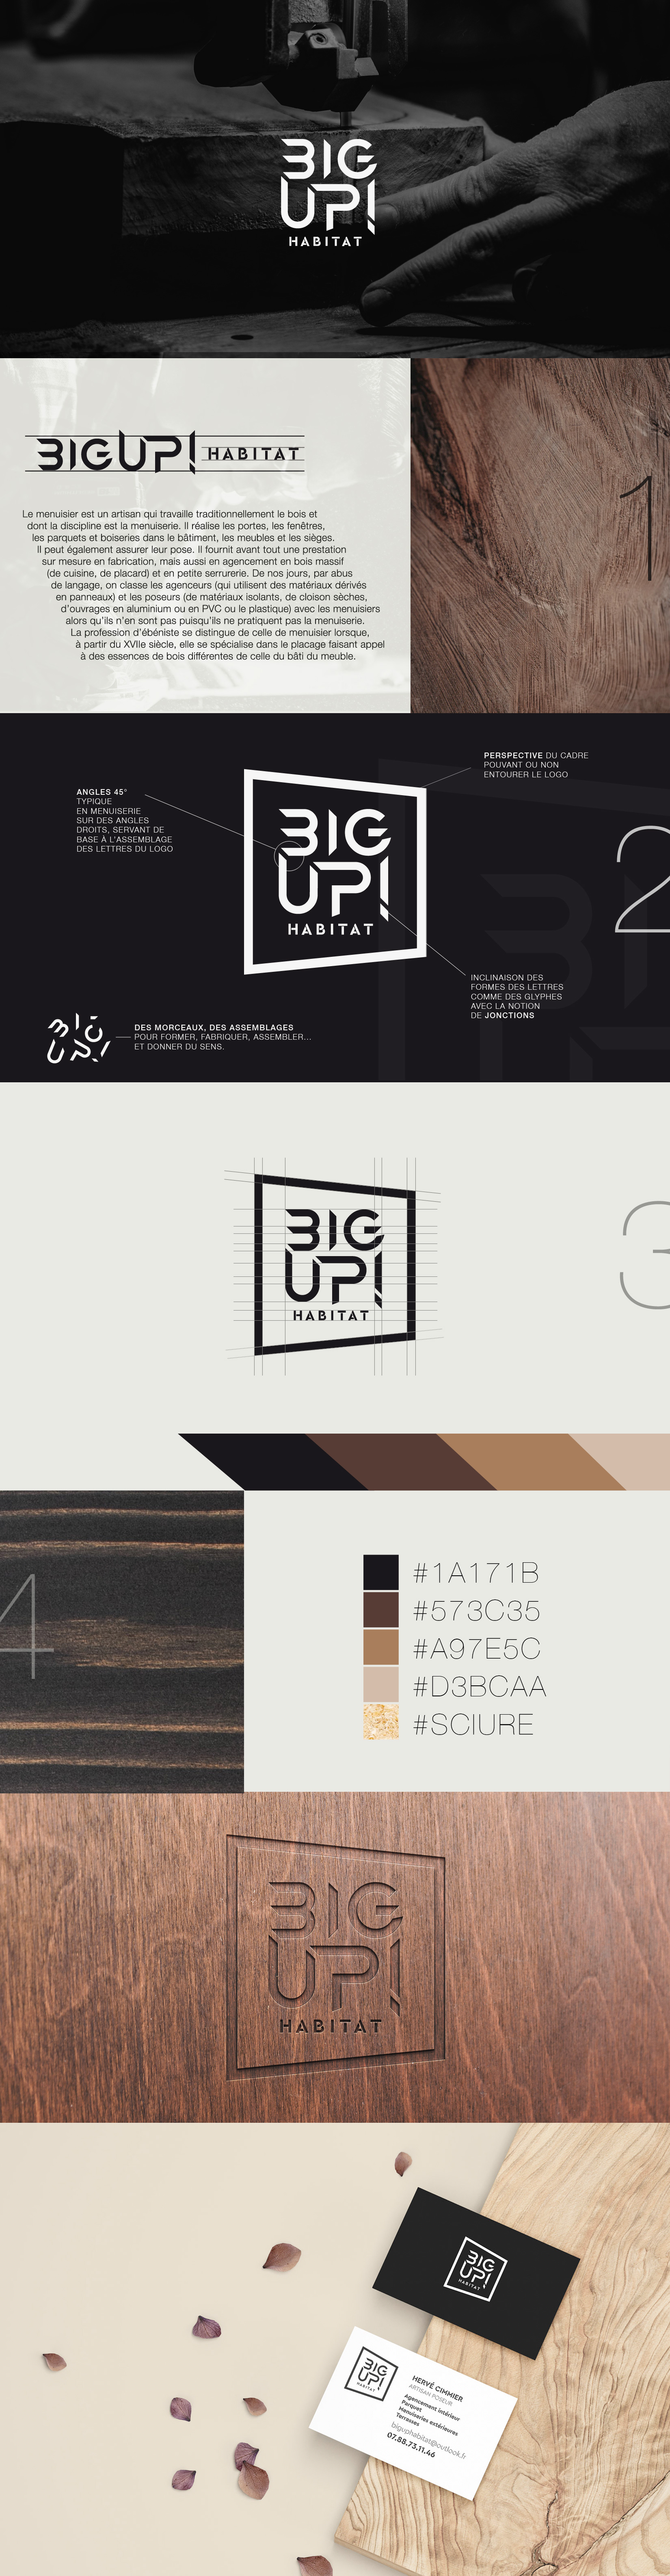 BIG
UP!
HABITAT
BIGUP! HABITAT
Le menuisier est un artisan qui travaille traditionnellement le bois et
dont la discipline est la menuiserie. Il réalise les portes, les fenêtres,
les parquets et boiseries dans le bâtiment, les meubles et les sièges.
Il peut également assurer leur pose. Il fournit avant tout une prestation
sur mesure en fabrication, mais aussi en agencement en bois massif
(de cuisine, de placard) et en petite serrurerie. De nos jours, par abus
de langage, on classe les agenceurs (qui utilisent des matériaux dérivés
en panneaux) et les poseurs (de matériaux isolants, de cloison sèches,
d'ouvrages en aluminium ou en PVC ou le plastique) avec les menuisiers
alors qu'ils n'en sont pas puisqu'ils ne pratiquent pas la menuiserie.
La profession d'ébéniste se distingue de celle de menuisier lorsque,
à partir du XVIIe siècle, elle se spécialise dans le placage faisant appel
à des essences de bois différentes de celle du bâti du meuble.
1
PERSPECTIVE DU CADRE
POUVANT OU NON
ENTOURER LE LOGO
ANGLES 45°
TYPIQUE
EN MENUISERIE
SUR DES ANGLES
DROITS, SERVANT DE
BASE À L'ASSEMBLAGE
DES LETTRES DU LOGO
BIG
UP!
HABITAT
2
INCLINAISON DES
FORMES DES LETTRES
COMME DES GLYPHES
AVEC LA NOTION
DE JONCTIONS
BIG
UP!
DES MORCEAUX, DES ASSEMBLAGES
POUR FORMER, FABRIQUER, ASSEMBLER...
ET DONNER DU SENS.
BIG
UP!
HABITAT
3
4
#1A171B
#573C35
#A97E5C
#D3BCAA
#SCIURE
BIG
UP!
HABITAT
BIG
UP!
HABITAT
BIG
UP!
HABITAT
HERVÉ CIMMIER
ARTISAN POSEUR
Agencement intérieur
Parquet
Menuiseries extérieures
Terrasses
biguphabitat@outlook.fr
07.88.73.11.46